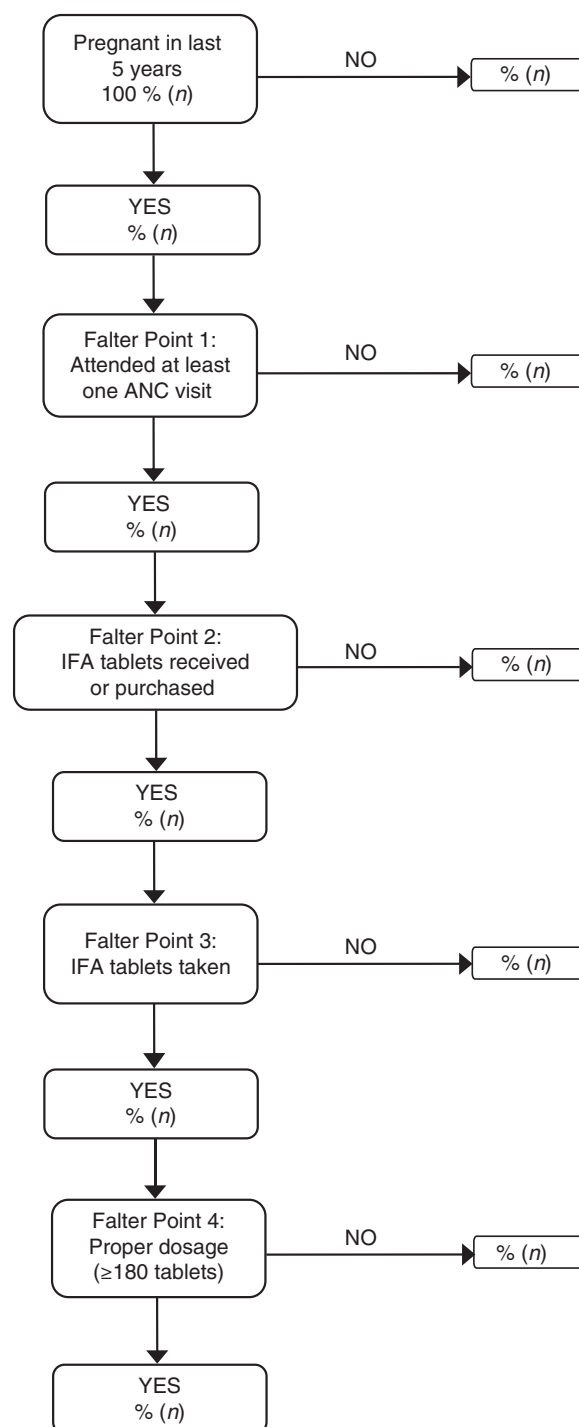 Pregnant in last
5 years
100 % (n)
NO
% (n)
YES
% (n)
Falter Point 1:
Attended at least
one ANC visit
NO
% (n)
YES
% (n)
Falter Point 2:
IFA tablets received
or purchased
NO
% (n)
YES
% (n)
Falter Point 3:
IFA tablets taken
NO
% (n)
YES
% (n)
Falter Point 4:
Proper dosage
(≥180 tablets)
NO
% (n)
YES
% (n)